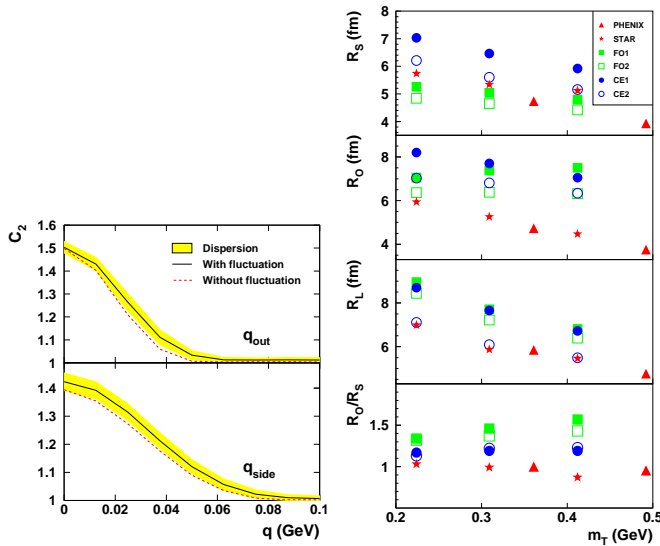 C2
1.6
1.5
1.4
1.3
1.2
1.1
1
Dispersion
With fluctuation
Without fluctuation
qout
1.4
1.3
1.2
1.1
1
qside
0 0.02 0.04 0.06 0.08 0.1
q (GeV)
RS (fm)
8
7
6
5
4
PHENIX
STAR
FO1
FO2
CE1
CE2
RO (fm)
8
6
4
RL (fm)
8
6
RO/RS
1.5
1
0.2 0.3 0.4 0.5
mT (GeV)